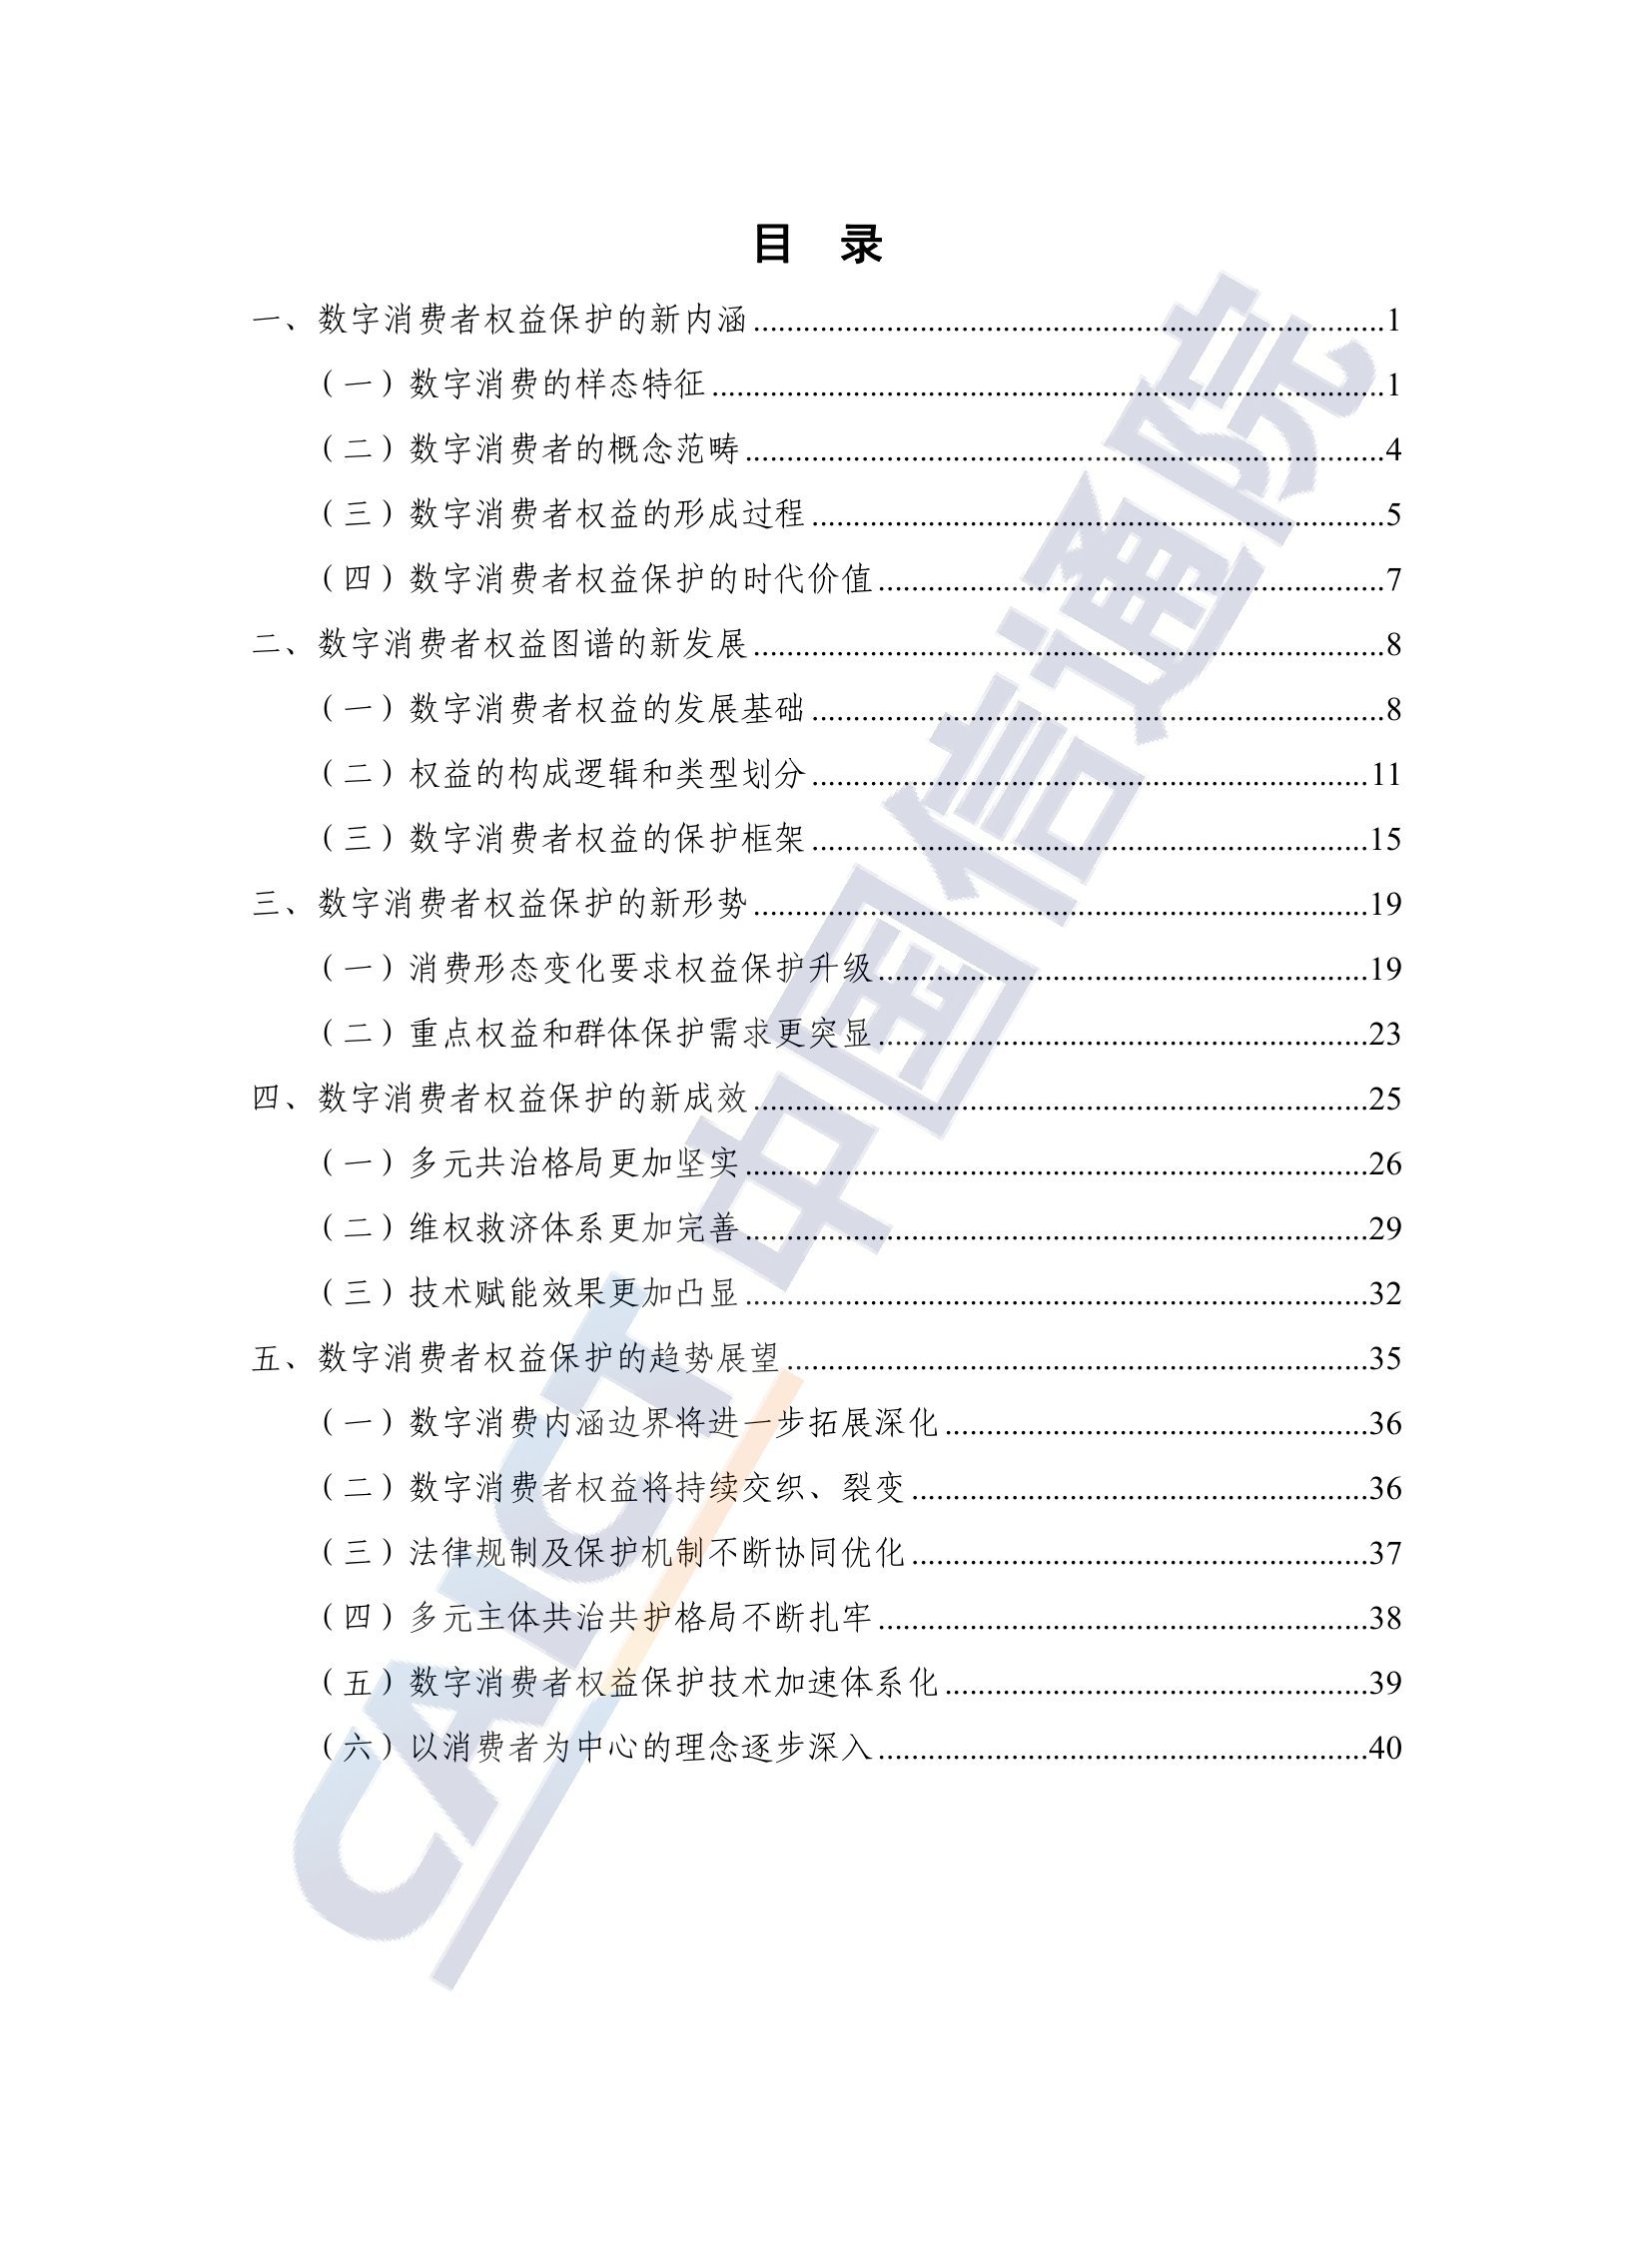 目 录
一、数字消费者权益保护的新内涵........1
（一）数字消费的样态特征........1
（二）数字消费者的概念范畴........4
（三）数字消费者权益的形成过程........5
（四）数字消费者权益保护的时代价值........7
二、数字消费者权益图谱的新发展........8
（一）数字消费者权益的发展基础........8
（二）权益的构成逻辑和类型划分........11
（三）数字消费者权益的保护框架........15
三、数字消费者权益保护的新形势........19
（一）消费形态变化要求权益保护升级........19
（二）重点权益和群体保护需求更突显........23
四、数字消费者权益保护的新成效........25
（一）多元共治格局更加坚实........26
（二）维权救济体系更加完善........29
（三）技术赋能效果更加凸显........32
五、数字消费者权益保护的趋势展望........35
（一）数字消费内涵边界将进一步拓展深化........36
（二）数字消费者权益将持续交织、裂变........36
（三）法律规制及保护机制不断协同优化........37
（四）多元主体共治共护格局不断扎牢........38
（五）数字消费者权益保护技术加速体系化........39
（六）以消费者为中心的理念逐步深入........40
CAICT 中国信通院